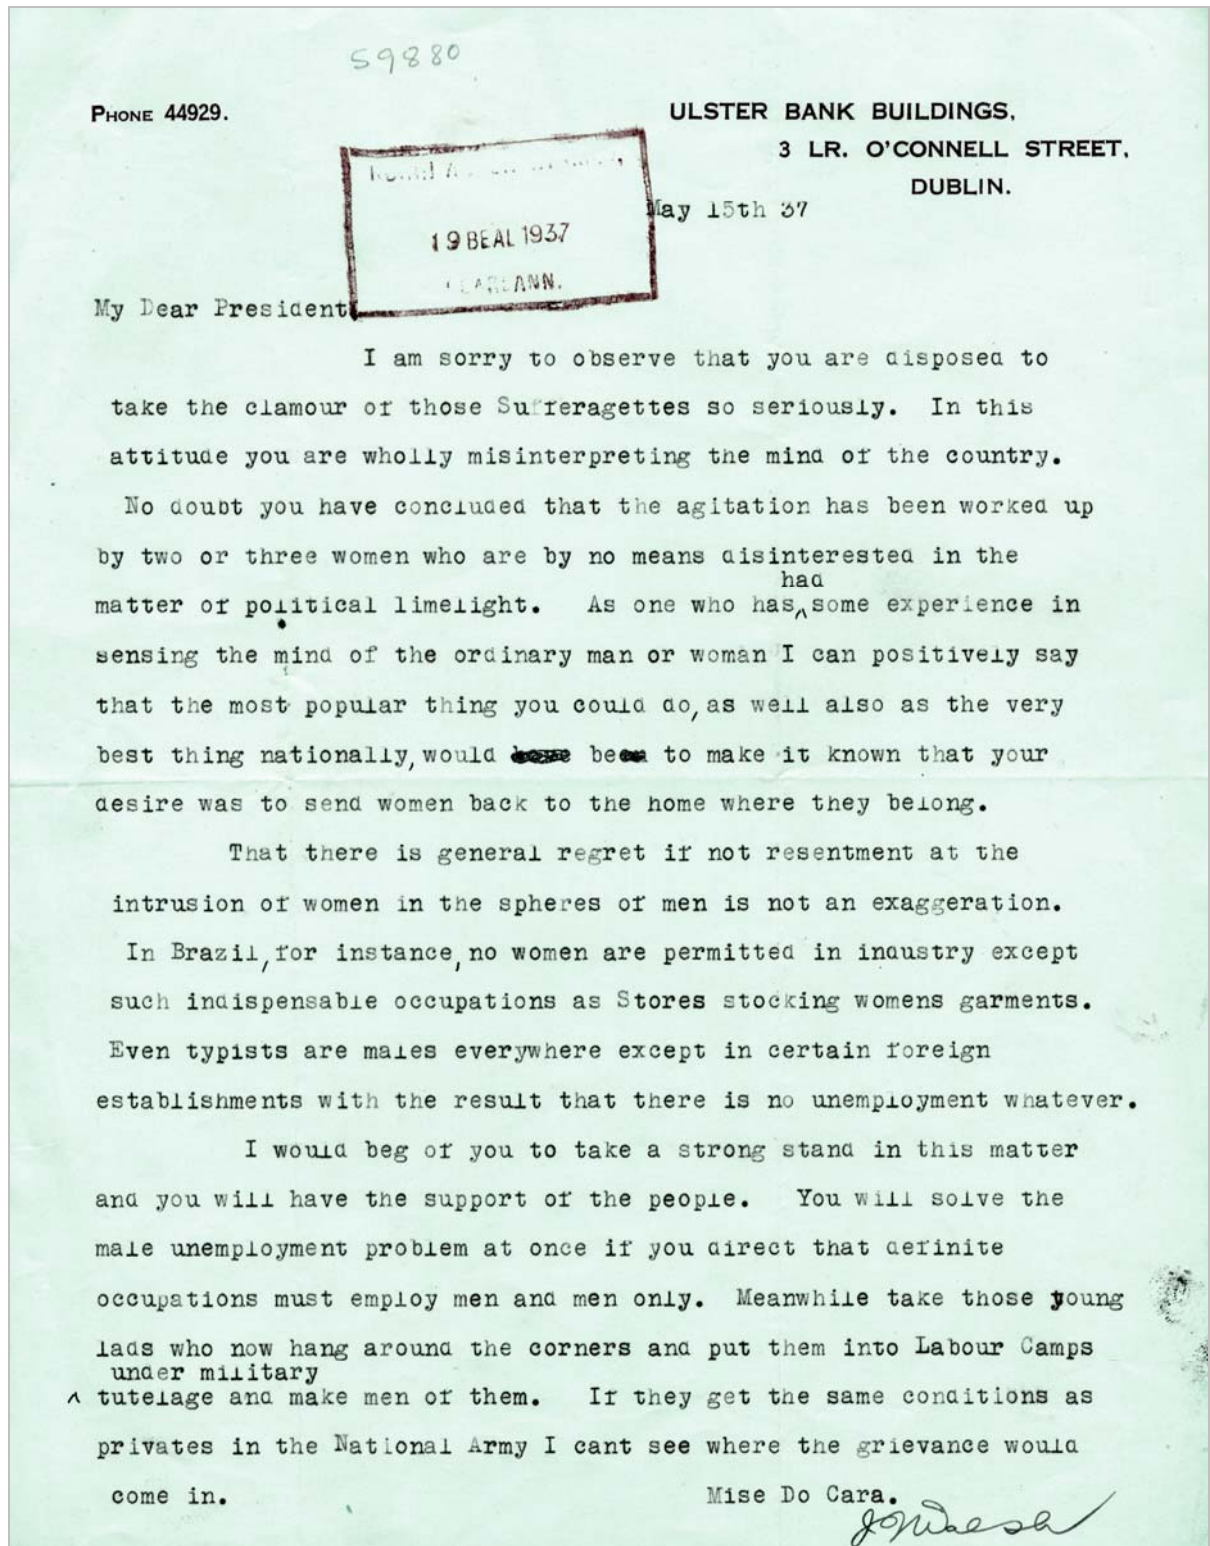 59880
PHONE 44929.
ULSTER BANK BUILDINGS,
3 LR. O'CONNELL STREET,
DUBLIN.
May 15th 37
19 BEAL 1937
My Dear President
I am sorry to observe that you are disposed to
take the clamour of those Sufferagettes so seriously. In this
attitude you are wholly misinterpreting the mind of the country.
No doubt you have concluded that the agitation has been worked up
by two or three women who are by no means disinterested in the
had
matter of political limelight. As one who has ^ some experience in
sensing the mind of the ordinary man or woman I can positively say
that the most popular thing you could do, as well also as the very
best thing nationally, would be to make it known that your
desire was to send women back to the home where they belong.
That there is general regret if not resentment at the
intrusion of women in the spheres of men is not an exaggeration.
In Brazil, for instance, no women are permitted in industry except
such indispensable occupations as Stores stocking womens garments.
Even typists are males everywhere except in certain foreign
establishments with the result that there is no unemployment whatever.
I would beg of you to take a strong stand in this matter
and you will have the support of the people. You will solve the
male unemployment problem at once if you direct that definite
occupations must employ men and men only. Meanwhile take those young
lads who now hang around the corners and put them into Labour Camps
under military
^ tutelage and make men of them. If they get the same conditions as
privates in the National Army I cant see where the grievance would
come in.
Mise Do Cara.
JJ Walsh